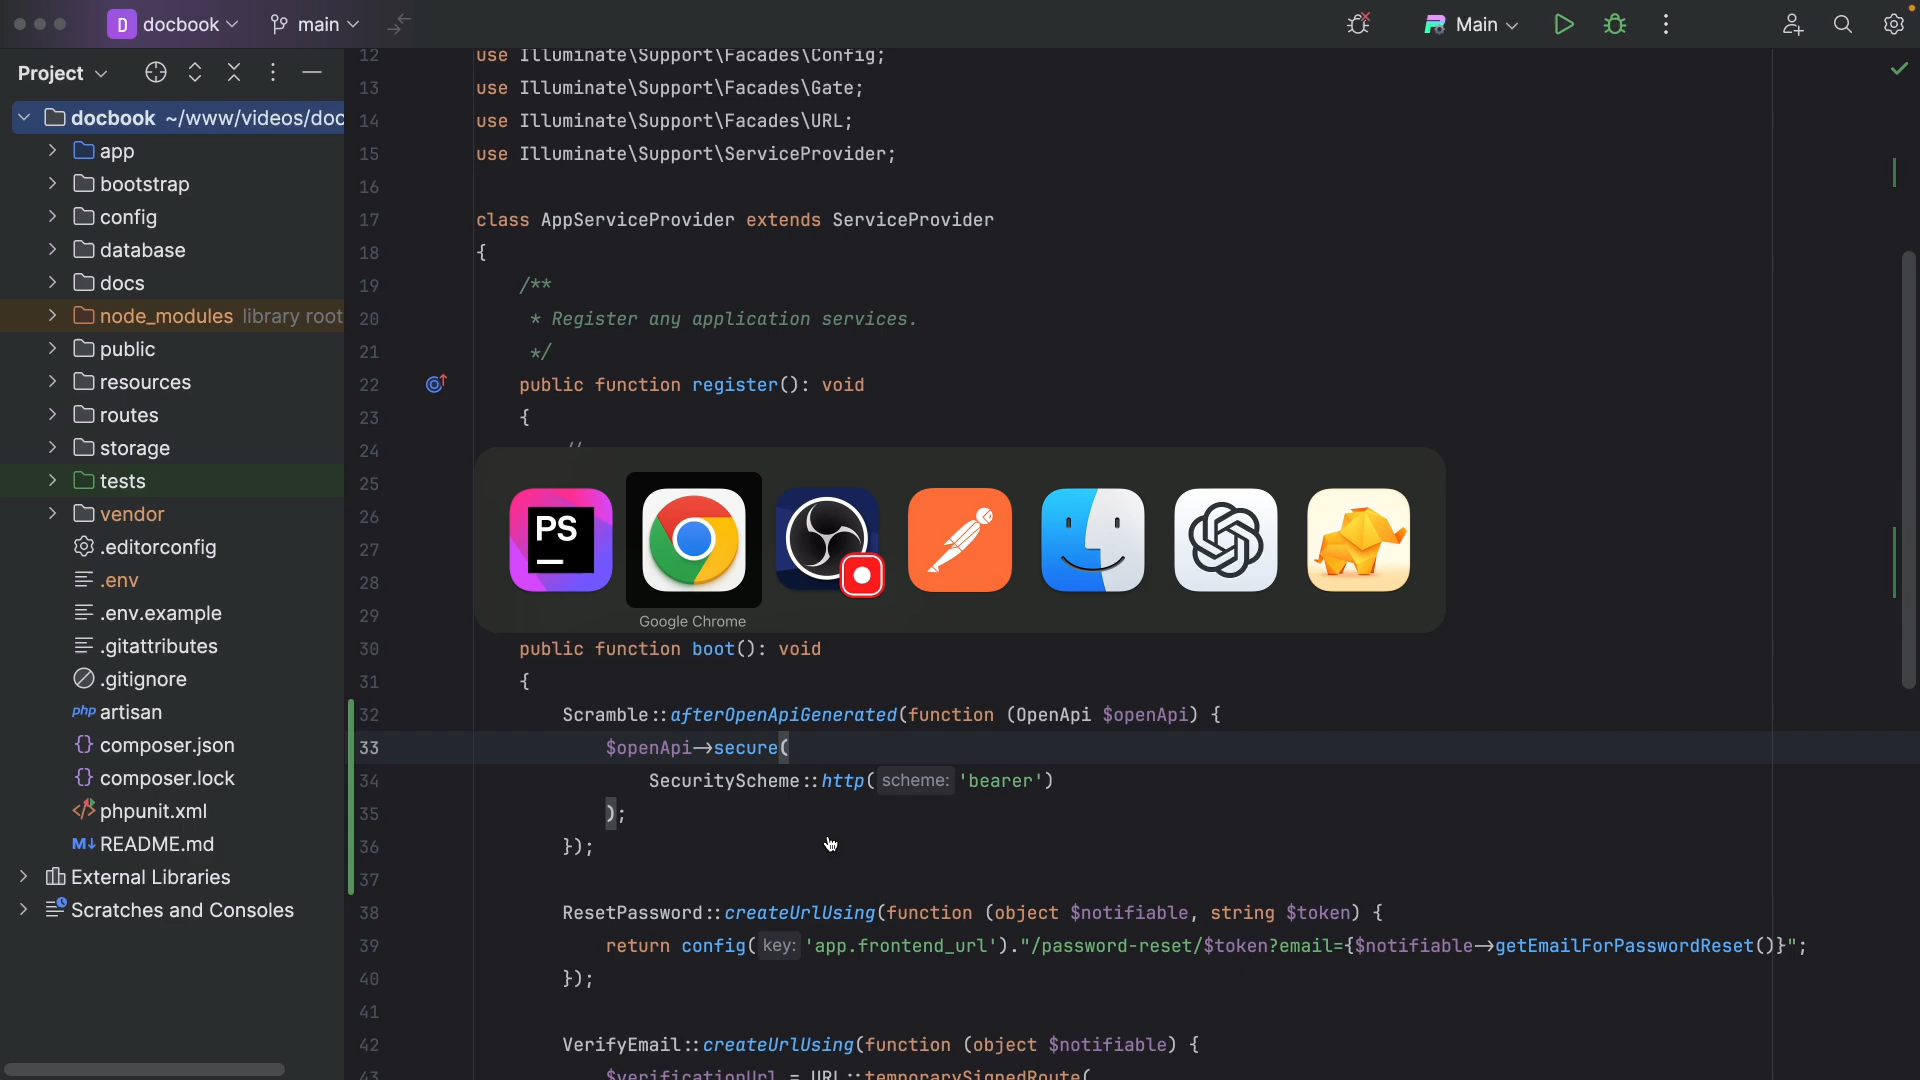 D docbook main Main
Project
docbook ~/www/videos/doc
app
bootstrap
config
database
docs
node_modules library root
public
resources
routes
storage
tests
vendor
.editorconfig
.env
.env.example
.gitattributes
.gitignore
php artisan
{} composer.json
{} composer.lock
</> phpunit.xml
M↓ README.md
External Libraries
Scratches and Consoles
12 use Illuminate\Support\Facades\Config;
13 use Illuminate\Support\Facades\Gate;
14 use Illuminate\Support\Facades\URL;
15 use Illuminate\Support\ServiceProvider;
16
17 class AppServiceProvider extends ServiceProvider
18 {
19 /**
20 * Register any application services.
21 */
22 public function register(): void
23 {
24 //
25
26
27
28
29
PS
Google Chrome
30 public function boot(): void
31 {
32 Scramble::afterOpenApiGenerated(function (OpenApi $openApi) {
33 $openApi->secure(
34 SecurityScheme::http( scheme: 'bearer')
35 );
36 });
37
38 ResetPassword::createUrlUsing(function (object $notifiable, string $token) {
39 return config( key: 'app.frontend_url')."/password-reset/$token?email={$notifiable->getEmailForPasswordReset()}";
40 });
41
42 VerifyEmail::createUrlUsing(function (object $notifiable) {
43 $verificationUrl = URL::temporarySignedRoute(